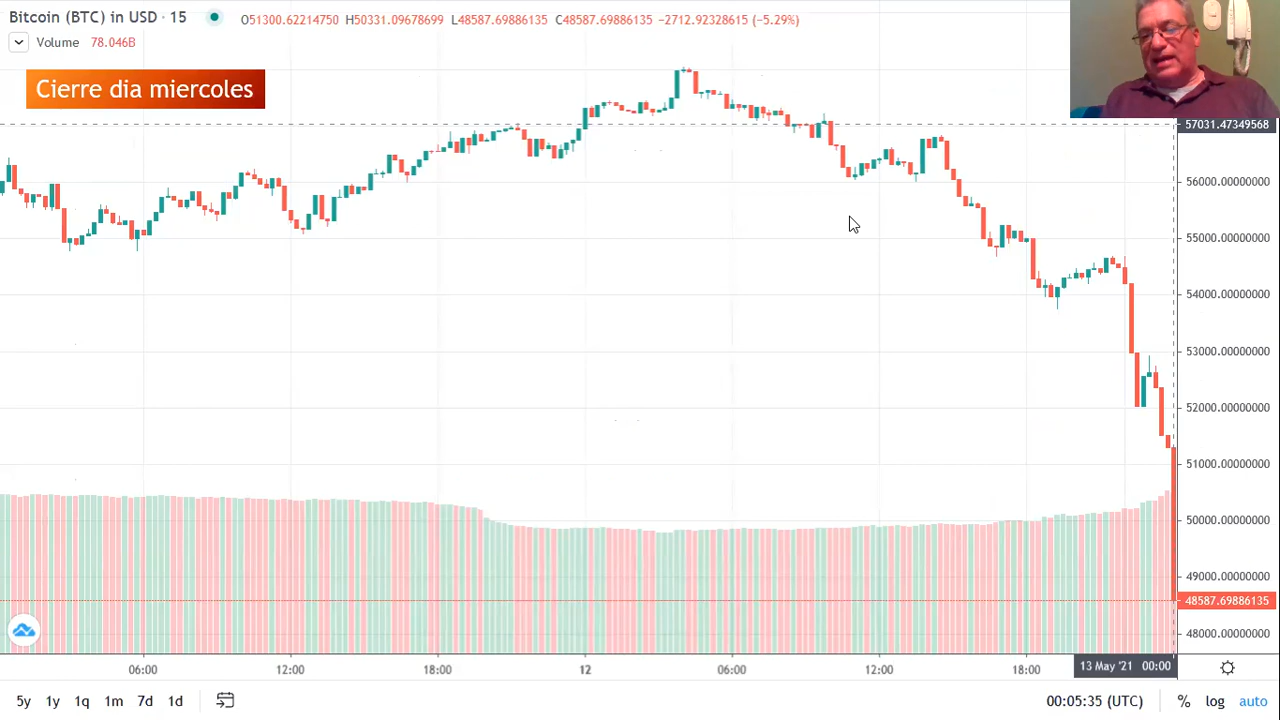 Bitcoin (BTC) in USD · 15
O51300.62214750 H50331.09678699 L48587.69886135 C48587.69886135 −2712.92328615 (−5.29%)
Volume 78.046B
Cierre dia miercoles
57031.47349568
56000.00000000
55000.00000000
54000.00000000
53000.00000000
52000.00000000
51000.00000000
50000.00000000
49000.00000000
48587.69886135
48000.00000000
06:00 12:00 18:00 12 06:00 12:00 18:00 13 May '21 00:00
5y 1y 1q 1m 7d 1d 00:05:35 (UTC) % log auto